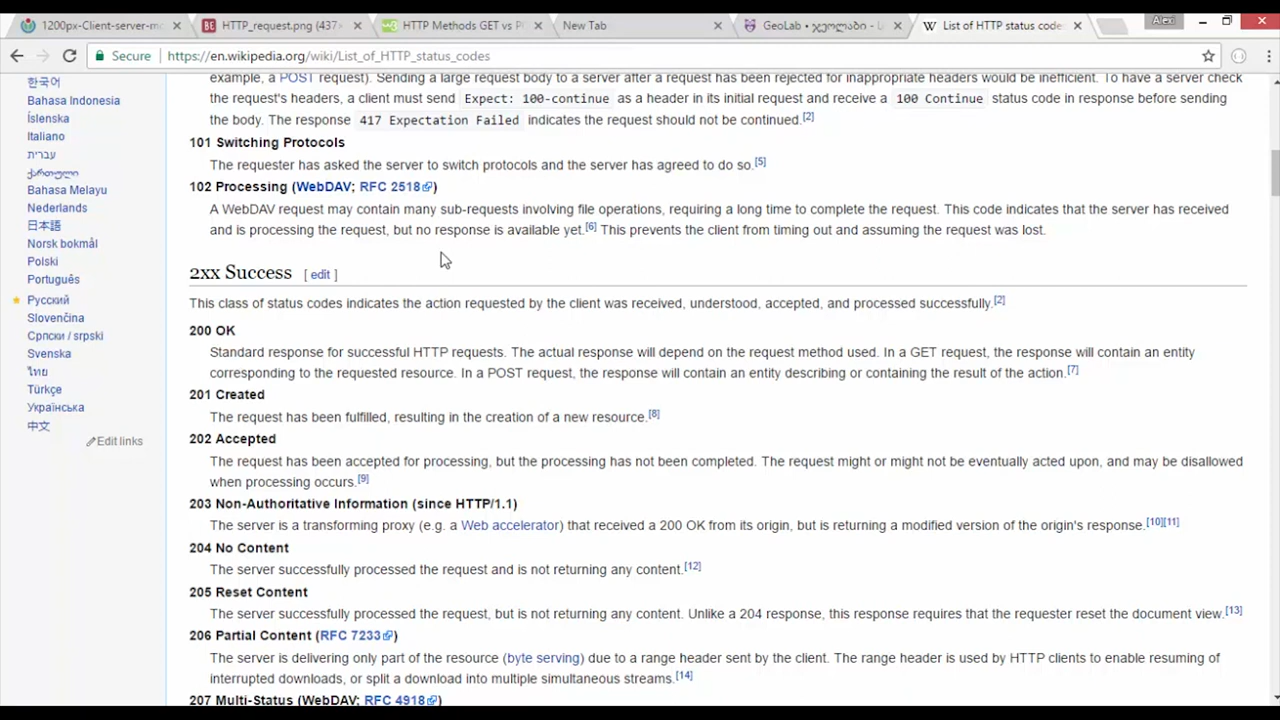 1200px-Client-server-mo
HTTP_request.png (437×
HTTP Methods GET vs PO
New Tab
GeoLab • ჯეოლაბი - U
List of HTTP status codes
Alexi
Secure
https://en.wikipedia.org/wiki/List_of_HTTP_status_codes
한국어
Bahasa Indonesia
Íslenska
Italiano
עברית
ქართული
Bahasa Melayu
Nederlands
日本語
Norsk bokmål
Polski
Português
Русский
Slovenčina
Српски / srpski
Svenska
ไทย
Türkçe
Українська
中文
Edit links
example, a POST request). Sending a large request body to a server after a request has been rejected for inappropriate headers would be inefficient. To have a server check
the request's headers, a client must send Expect: 100-continue as a header in its initial request and receive a 100 Continue status code in response before sending
the body. The response 417 Expectation Failed indicates the request should not be continued.[2]
101 Switching Protocols
The requester has asked the server to switch protocols and the server has agreed to do so.[5]
102 Processing (WebDAV; RFC 2518)
A WebDAV request may contain many sub-requests involving file operations, requiring a long time to complete the request. This code indicates that the server has received
and is processing the request, but no response is available yet.[6] This prevents the client from timing out and assuming the request was lost.
2xx Success [ edit ]
This class of status codes indicates the action requested by the client was received, understood, accepted, and processed successfully.[2]
200 OK
Standard response for successful HTTP requests. The actual response will depend on the request method used. In a GET request, the response will contain an entity
corresponding to the requested resource. In a POST request, the response will contain an entity describing or containing the result of the action.[7]
201 Created
The request has been fulfilled, resulting in the creation of a new resource.[8]
202 Accepted
The request has been accepted for processing, but the processing has not been completed. The request might or might not be eventually acted upon, and may be disallowed
when processing occurs.[9]
203 Non-Authoritative Information (since HTTP/1.1)
The server is a transforming proxy (e.g. a Web accelerator) that received a 200 OK from its origin, but is returning a modified version of the origin's response.[10][11]
204 No Content
The server successfully processed the request and is not returning any content.[12]
205 Reset Content
The server successfully processed the request, but is not returning any content. Unlike a 204 response, this response requires that the requester reset the document view.[13]
206 Partial Content (RFC 7233)
The server is delivering only part of the resource (byte serving) due to a range header sent by the client. The range header is used by HTTP clients to enable resuming of
interrupted downloads, or split a download into multiple simultaneous streams.[14]
207 Multi-Status (WebDAV; RFC 4918)